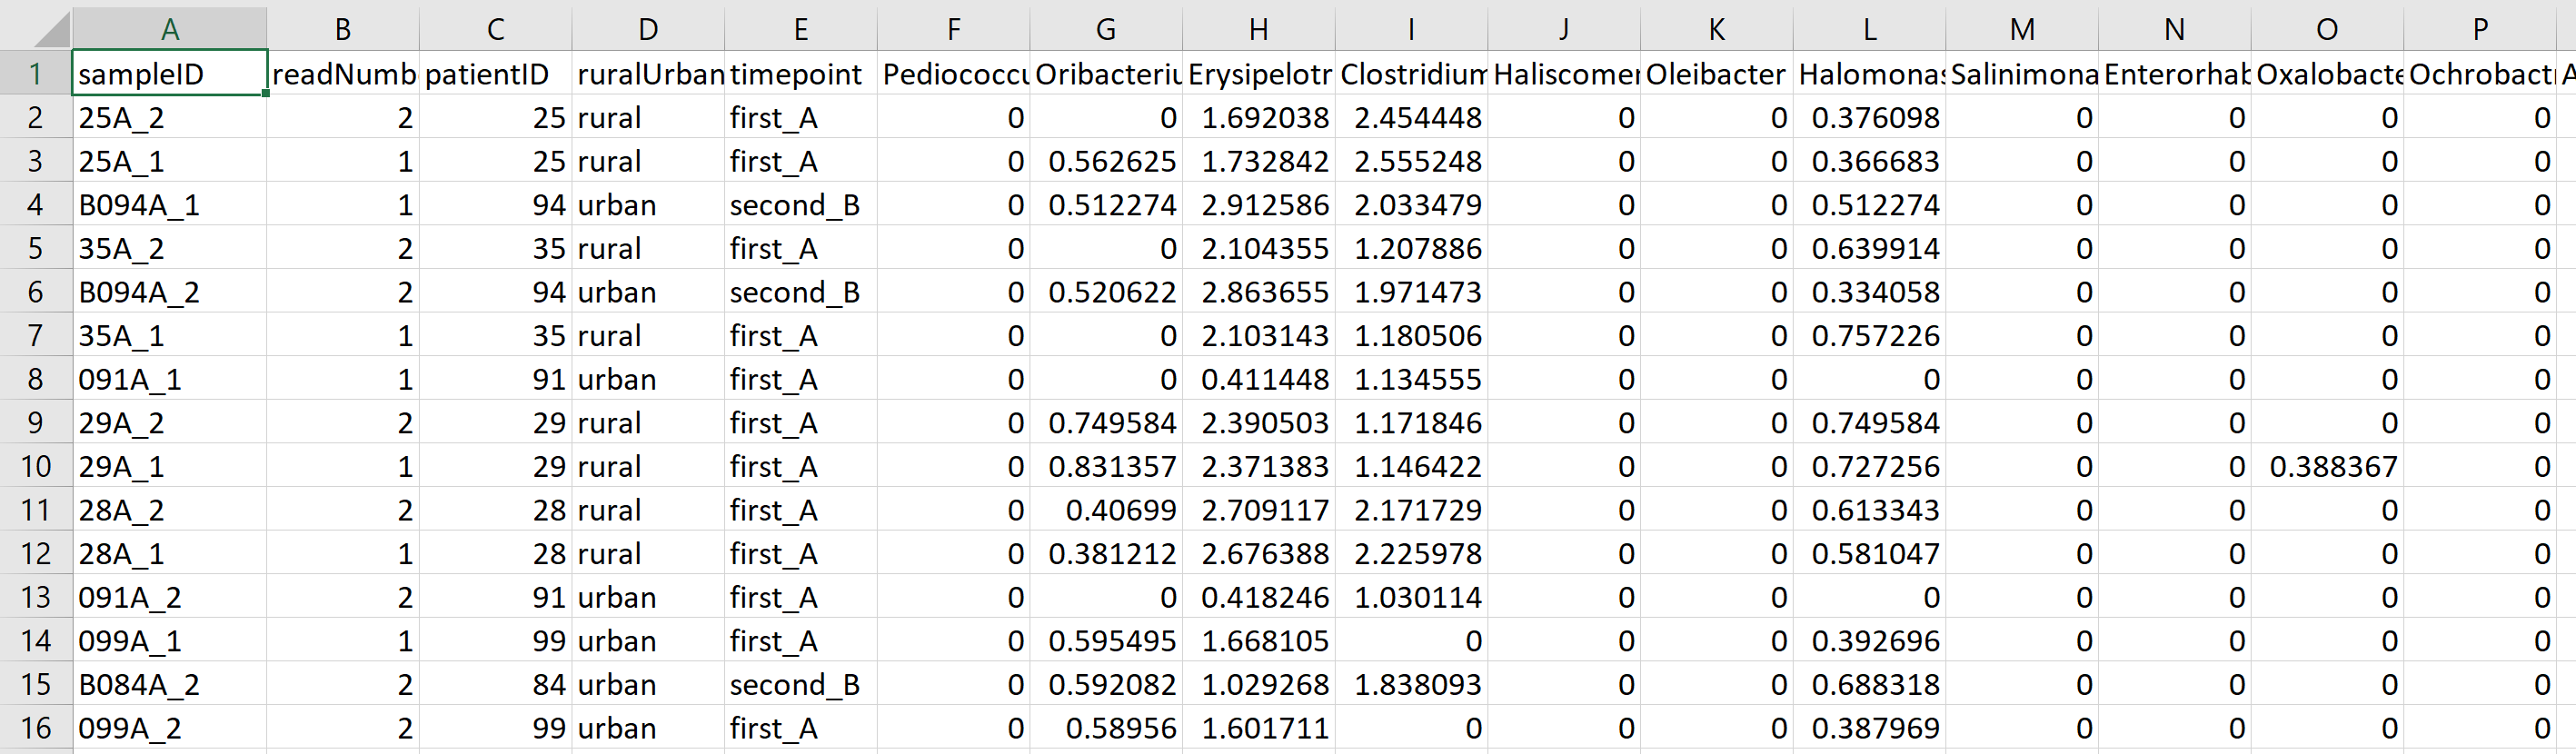 A B C D E F G H I J K L M N O P
1 sampleID readNumb patientID ruralUrban timepoint Pediococcu Oribacteriu Erysipelotr Clostridium Haliscomer Oleibacter Halomonas Salinimona Enterorhab Oxalobacte Ochrobactr A
2 25A_2 2 25 rural first_A 0 0 1.692038 2.454448 0 0 0.376098 0 0 0 0
3 25A_1 1 25 rural first_A 0 0.562625 1.732842 2.555248 0 0 0.366683 0 0 0 0
4 B094A_1 1 94 urban second_B 0 0.512274 2.912586 2.033479 0 0 0.512274 0 0 0 0
5 35A_2 2 35 rural first_A 0 0 2.104355 1.207886 0 0 0.639914 0 0 0 0
6 B094A_2 2 94 urban second_B 0 0.520622 2.863655 1.971473 0 0 0.334058 0 0 0 0
7 35A_1 1 35 rural first_A 0 0 2.103143 1.180506 0 0 0.757226 0 0 0 0
8 091A_1 1 91 urban first_A 0 0 0.411448 1.134555 0 0 0 0 0 0 0
9 29A_2 2 29 rural first_A 0 0.749584 2.390503 1.171846 0 0 0.749584 0 0 0 0
10 29A_1 1 29 rural first_A 0 0.831357 2.371383 1.146422 0 0 0.727256 0 0 0.388367 0
11 28A_2 2 28 rural first_A 0 0.40699 2.709117 2.171729 0 0 0.613343 0 0 0 0
12 28A_1 1 28 rural first_A 0 0.381212 2.676388 2.225978 0 0 0.581047 0 0 0 0
13 091A_2 2 91 urban first_A 0 0 0.418246 1.030114 0 0 0 0 0 0 0
14 099A_1 1 99 urban first_A 0 0.595495 1.668105 0 0 0 0.392696 0 0 0 0
15 B084A_2 2 84 urban second_B 0 0.592082 1.029268 1.838093 0 0 0.688318 0 0 0 0
16 099A_2 2 99 urban first_A 0 0.58956 1.601711 0 0 0 0.387969 0 0 0 0